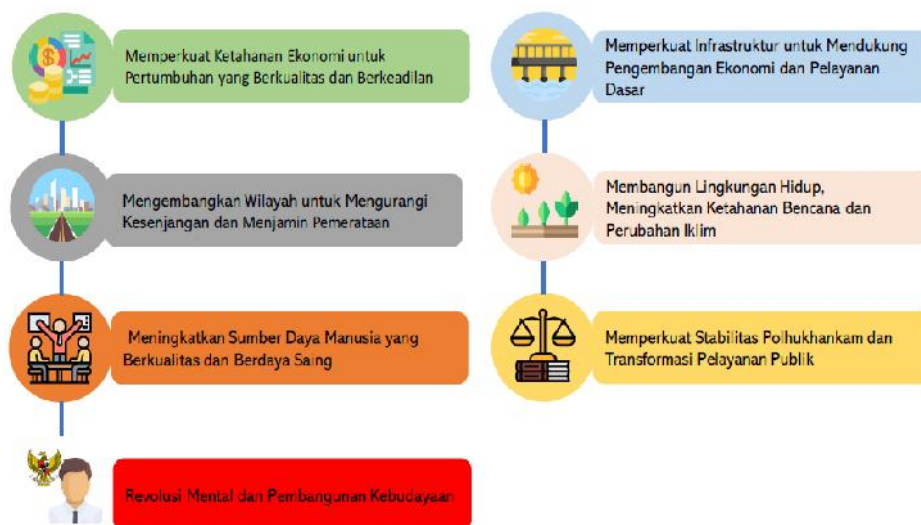 Memperkuat Ketahanan Ekonomi untuk
Pertumbuhan yang Berkualitas dan Berkeadilan
Mengembangkan Wilayah untuk Mengurangi
Kesenjangan dan Menjamin Pemerataan
Meningkatkan Sumber Daya Manusia yang
Berkualitas dan Berdaya Saing
Revolusi Mental dan Pembangunan Kebudayaan
Memperkuat Infrastruktur untuk Mendukung
Pengembangan Ekonomi dan Pelayanan
Dasar
Membangun Lingkungan Hidup,
Meningkatkan Ketahanan Bencana dan
Perubahan Iklim
Memperkuat Stabilitas Polhukhankam dan
Transformasi Pelayanan Publik